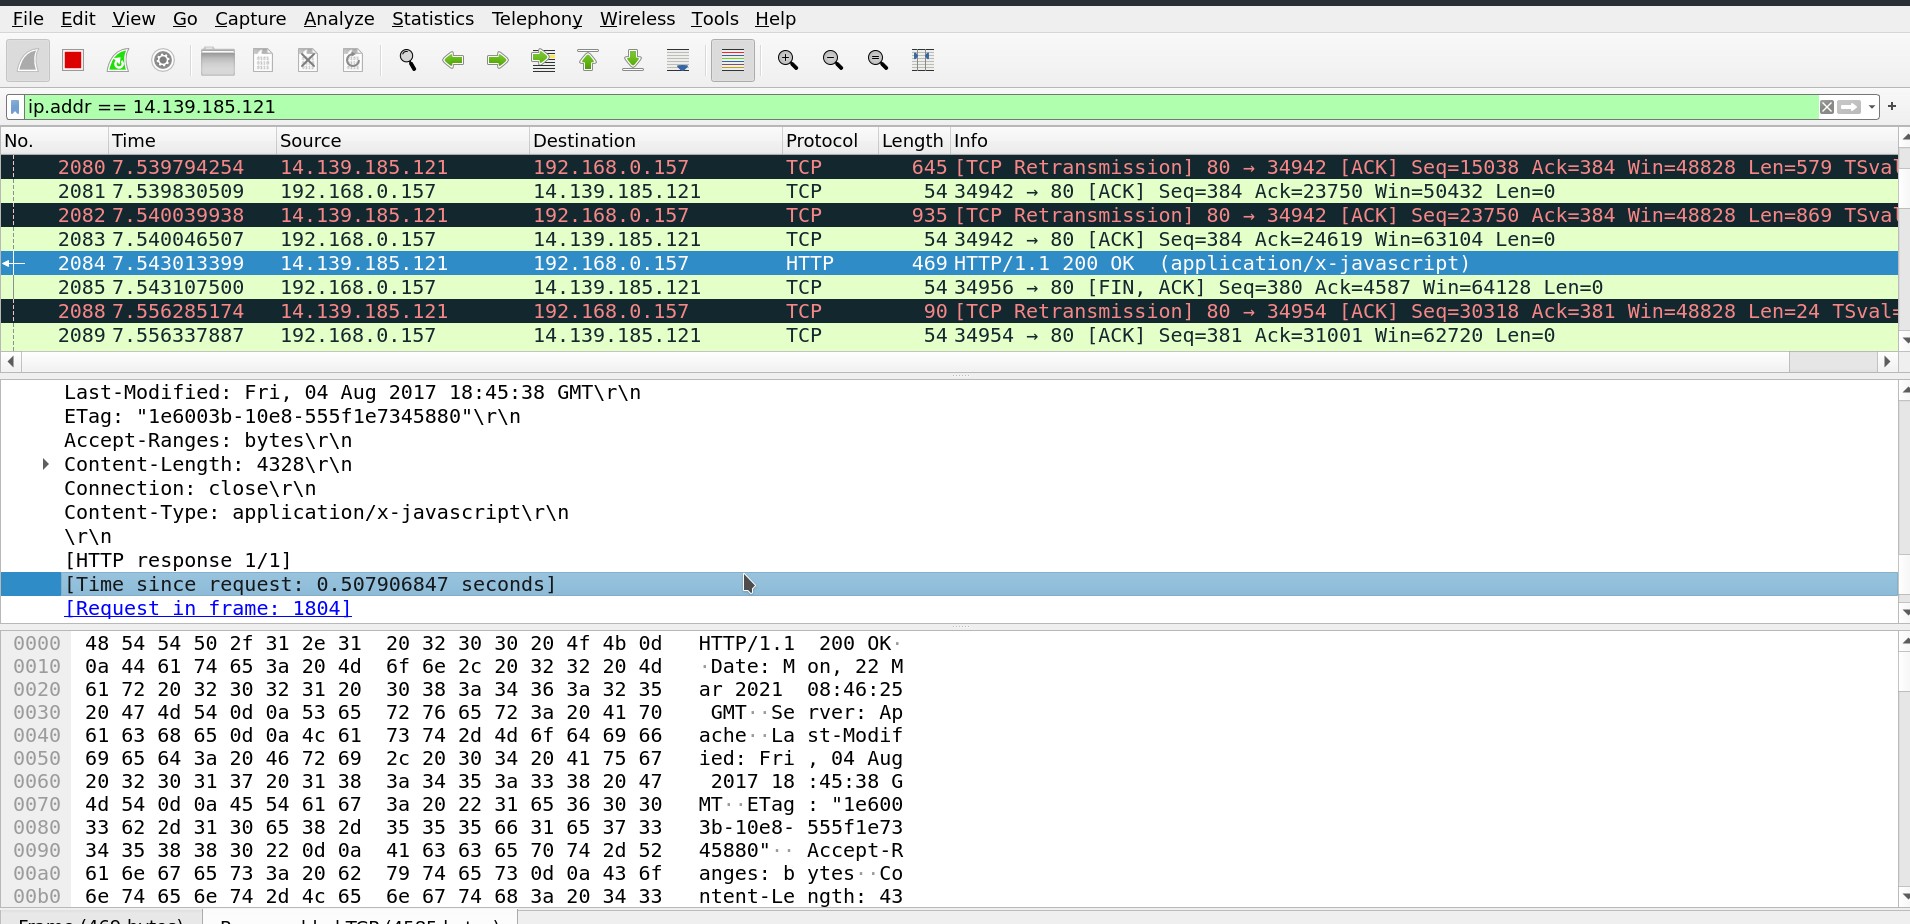 File Edit View Go Capture Analyze Statistics Telephony Wireless Tools Help
ip.addr == 14.139.185.121
No. Time Source Destination Protocol Length Info
2080 7.539794254 14.139.185.121 192.168.0.157 TCP 645 [TCP Retransmission] 80 → 34942 [ACK] Seq=15038 Ack=384 Win=48828 Len=579 TSval
2081 7.539830509 192.168.0.157 14.139.185.121 TCP 54 34942 → 80 [ACK] Seq=384 Ack=23750 Win=50432 Len=0
2082 7.540039938 14.139.185.121 192.168.0.157 TCP 935 [TCP Retransmission] 80 → 34942 [ACK] Seq=23750 Ack=384 Win=48828 Len=869 TSval
2083 7.540046507 192.168.0.157 14.139.185.121 TCP 54 34942 → 80 [ACK] Seq=384 Ack=24619 Win=63104 Len=0
2084 7.543013399 14.139.185.121 192.168.0.157 HTTP 469 HTTP/1.1 200 OK (application/x-javascript)
2085 7.543107500 192.168.0.157 14.139.185.121 TCP 54 34956 → 80 [FIN, ACK] Seq=380 Ack=4587 Win=64128 Len=0
2088 7.556285174 14.139.185.121 192.168.0.157 TCP 90 [TCP Retransmission] 80 → 34954 [ACK] Seq=30318 Ack=381 Win=48828 Len=24 TSval=
2089 7.556337887 192.168.0.157 14.139.185.121 TCP 54 34954 → 80 [ACK] Seq=381 Ack=31001 Win=62720 Len=0
Last-Modified: Fri, 04 Aug 2017 18:45:38 GMT\r\n
ETag: "1e6003b-10e8-555f1e7345880"\r\n
Accept-Ranges: bytes\r\n
Content-Length: 4328\r\n
Connection: close\r\n
Content-Type: application/x-javascript\r\n
\r\n
[HTTP response 1/1]
[Time since request: 0.507906847 seconds]
[Request in frame: 1804]
0000 48 54 54 50 2f 31 2e 31 20 32 30 30 20 4f 4b 0d HTTP/1.1 200 OK·
0010 0a 44 61 74 65 3a 20 4d 6f 6e 2c 20 32 32 20 4d ·Date: M on, 22 M
0020 61 72 20 32 30 32 31 20 30 38 3a 34 36 3a 32 35 ar 2021 08:46:25
0030 20 47 4d 54 0d 0a 53 65 72 76 65 72 3a 20 41 70 GMT··Se rver: Ap
0040 61 63 68 65 0d 0a 4c 61 73 74 2d 4d 6f 64 69 66 ache··La st-Modif
0050 69 65 64 3a 20 46 72 69 2c 20 30 34 20 41 75 67 ied: Fri , 04 Aug
0060 20 32 30 31 37 20 31 38 3a 34 35 3a 33 38 20 47 2017 18 :45:38 G
0070 4d 54 0d 0a 45 54 61 67 3a 20 22 31 65 36 30 30 MT··ETag : "1e600
0080 33 62 2d 31 30 65 38 2d 35 35 35 66 31 65 37 33 3b-10e8- 555f1e73
0090 34 35 38 38 30 22 0d 0a 41 63 63 65 70 74 2d 52 45880"·· Accept-R
00a0 61 6e 67 65 73 3a 20 62 79 74 65 73 0d 0a 43 6f anges: b ytes··Co
00b0 6e 74 65 6e 74 2d 4c 65 6e 67 74 68 3a 20 34 33 ntent-Le ngth: 43